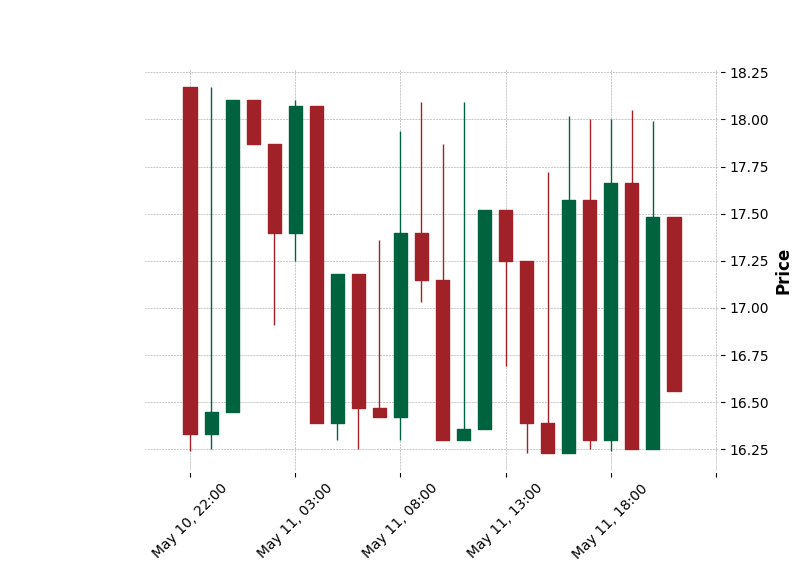 18.25
18.00
17.75
17.50
17.25
17.00
16.75
16.50
16.25
Price
May 10, 22:00
May 11, 03:00
May 11, 08:00
May 11, 13:00
May 11, 18:00